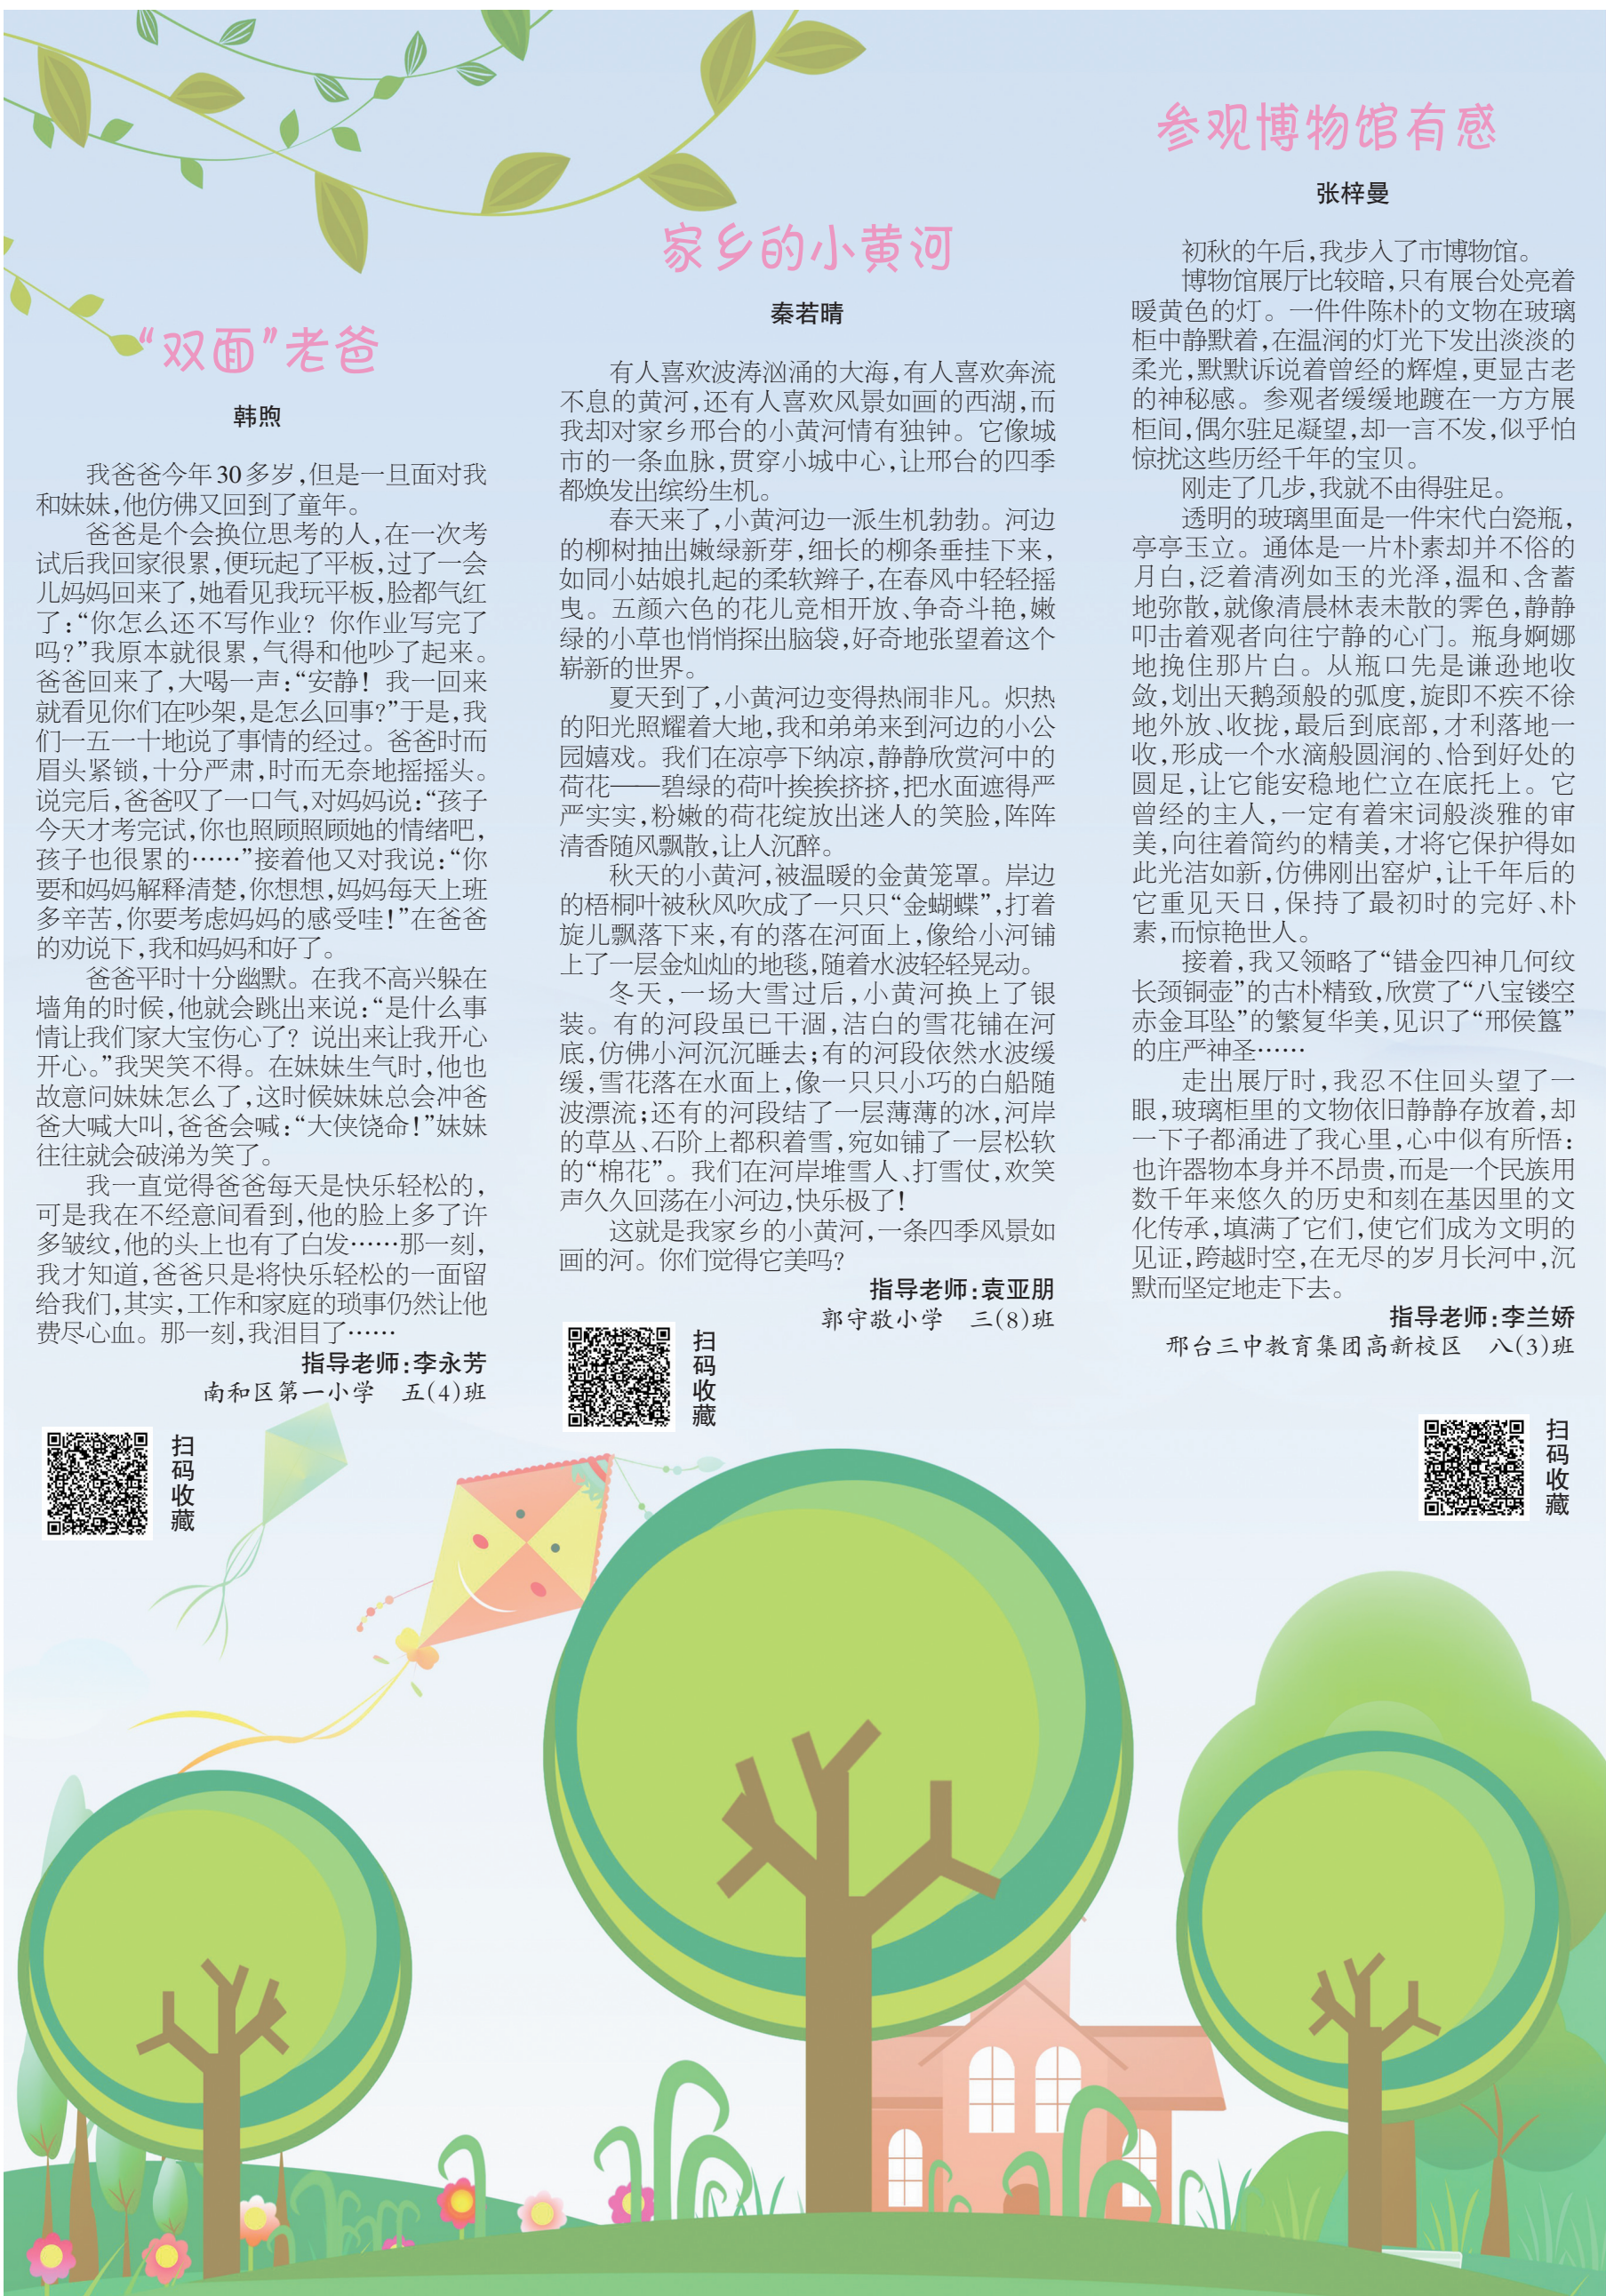 “双面”老爸
韩煦
我爸爸今年30多岁,但是一旦面对我
和妹妹,他仿佛又回到了童年。
爸爸是个会换位思考的人,在一次考
试后我回家很累,便玩起了平板,过了一会
儿妈妈回来了,她看见我玩平板,脸都气红
了:“你怎么还不写作业？你作业写完了
吗?”我原本就很累,气得和他吵了起来。
爸爸回来了,大喝一声:“安静！我一回来
就看见你们在吵架,是怎么回事?”于是,我
们一五一十地说了事情的经过。爸爸时而
眉头紧锁,十分严肃,时而无奈地摇摇头。
说完后,爸爸叹了一口气,对妈妈说:“孩子
今天才考完试,你也照顾照顾她的情绪吧,
孩子也很累的……”接着他又对我说:“你
要和妈妈解释清楚,你想想,妈妈每天上班
多辛苦,你要考虑妈妈的感受哇!”在爸爸
的劝说下,我和妈妈和好了。
爸爸平时十分幽默。在我不高兴躲在
墙角的时候,他就会跳出来说:“是什么事
情让我们家大宝伤心了？说出来让我开心
开心。”我哭笑不得。在妹妹生气时,他也
故意问妹妹怎么了,这时候妹妹总会冲爸
爸大喊大叫,爸爸会喊:“大侠饶命!”妹妹
往往就会破涕为笑了。
我一直觉得爸爸每天是快乐轻松的,
可是我在不经意间看到,他的脸上多了许
多皱纹,他的头上也有了白发……那一刻,
我才知道,爸爸只是将快乐轻松的一面留
给我们,其实,工作和家庭的琐事仍然让他
费尽心血。那一刻,我泪目了……
指导老师:李永芳
南和区第一小学　五(4)班
扫码收藏
家乡的小黄河
秦若晴
有人喜欢波涛汹涌的大海,有人喜欢奔流
不息的黄河,还有人喜欢风景如画的西湖,而
我却对家乡邢台的小黄河情有独钟。它像城
市的一条血脉,贯穿小城中心,让邢台的四季
都焕发出缤纷生机。
春天来了,小黄河边一派生机勃勃。河边
的柳树抽出嫩绿新芽,细长的柳条垂挂下来,
如同小姑娘扎起的柔软辫子,在春风中轻轻摇
曳。五颜六色的花儿竞相开放、争奇斗艳,嫩
绿的小草也悄悄探出脑袋,好奇地张望着这个
崭新的世界。
夏天到了,小黄河边变得热闹非凡。炽热
的阳光照耀着大地,我和弟弟来到河边的小公
园嬉戏。我们在凉亭下纳凉,静静欣赏河中的
荷花——碧绿的荷叶挨挨挤挤,把水面遮得严
严实实,粉嫩的荷花绽放出迷人的笑脸,阵阵
清香随风飘散,让人沉醉。
秋天的小黄河,被温暖的金黄笼罩。岸边
的梧桐叶被秋风吹成了一只只“金蝴蝶”,打着
旋儿飘落下来,有的落在河面上,像给小河铺
上了一层金灿灿的地毯,随着水波轻轻晃动。
冬天,一场大雪过后,小黄河换上了银
装。有的河段虽已干涸,洁白的雪花铺在河
底,仿佛小河沉沉睡去;有的河段依然水波缓
缓,雪花落在水面上,像一只只小巧的白船随
波漂流;还有的河段结了一层薄薄的冰,河岸
的草丛、石阶上都积着雪,宛如铺了一层松软
的“棉花”。我们在河岸堆雪人、打雪仗,欢笑
声久久回荡在小河边,快乐极了!
这就是我家乡的小黄河,一条四季风景如
画的河。你们觉得它美吗?
指导老师:袁亚朋
郭守敬小学　三(8)班
扫码收藏
参观博物馆有感
张梓曼
初秋的午后,我步入了市博物馆。
博物馆展厅比较暗,只有展台处亮着
暖黄色的灯。一件件陈朴的文物在玻璃
柜中静默着,在温润的灯光下发出淡淡的
柔光,默默诉说着曾经的辉煌,更显古老
的神秘感。参观者缓缓地踱在一方方展
柜间,偶尔驻足凝望,却一言不发,似乎怕
惊扰这些历经千年的宝贝。
刚走了几步,我就不由得驻足。
透明的玻璃里面是一件宋代白瓷瓶,
亭亭玉立。通体是一片朴素却并不俗的
月白,泛着清冽如玉的光泽,温和、含蓄
地弥散,就像清晨林表未散的霁色,静静
叩击着观者向往宁静的心门。瓶身婀娜
地挽住那片白。从瓶口先是谦逊地收
敛,划出天鹅颈般的弧度,旋即不疾不徐
地外放、收拢,最后到底部,才利落地一
收,形成一个水滴般圆润的、恰到好处的
圆足,让它能安稳地伫立在底托上。它
曾经的主人,一定有着宋词般淡雅的审
美,向往着简约的精美,才将它保护得如
此光洁如新,仿佛刚出窑炉,让千年后的
它重见天日,保持了最初时的完好、朴
素,而惊艳世人。
接着,我又领略了“错金四神几何纹
长颈铜壶”的古朴精致,欣赏了“八宝镂空
赤金耳坠”的繁复华美,见识了“邢侯簋”
的庄严神圣……
走出展厅时,我忍不住回头望了一
眼,玻璃柜里的文物依旧静静存放着,却
一下子都涌进了我心里,心中似有所悟:
也许器物本身并不昂贵,而是一个民族用
数千年来悠久的历史和刻在基因里的文
化传承,填满了它们,使它们成为文明的
见证,跨越时空,在无尽的岁月长河中,沉
默而坚定地走下去。
指导老师:李兰娇
邢台三中教育集团高新校区　八(3)班
扫码收藏